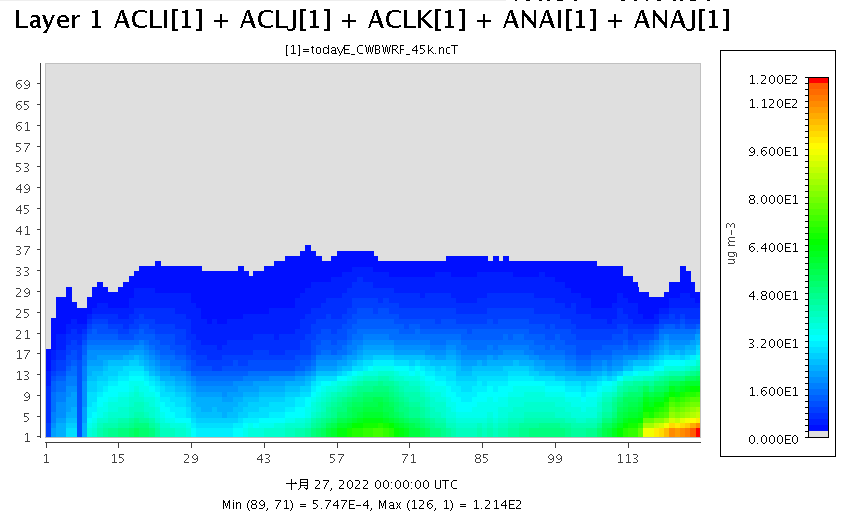 Layer 1 ACLI[1] + ACLJ[1] + ACLK[1] + ANAI[1] + ANAJ[1]
[1]=todayE_CWBWRF_45k.ncT
69
65
61
57
53
49
45
41
37
33
29
25
21
17
13
9
5
1
1 15 29 43 57 71 85 99 113
1.200E2
1.120E2
9.600E1
8.000E1
6.400E1
4.800E1
3.200E1
1.600E1
0.000E0
ug m-3
十月 27, 2022 00:00:00 UTC
Min (89, 71) = 5.747E-4, Max (126, 1) = 1.214E2